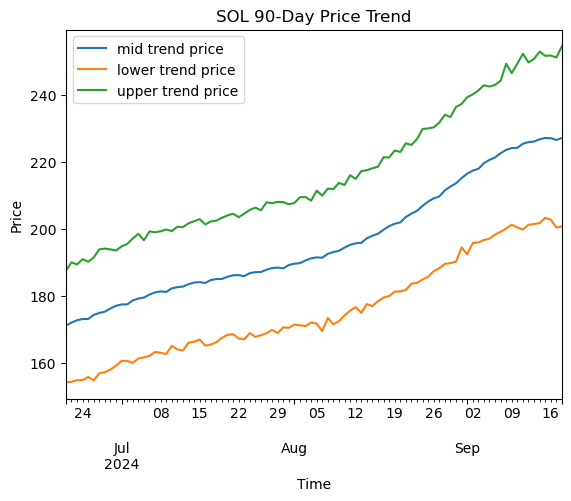 SOL 90-Day Price Trend
mid trend price
lower trend price
upper trend price
Price
240
220
200
180
160
24 08 15 22 29 05 12 19 26 02 09 16
Jul Aug Sep
2024
Time